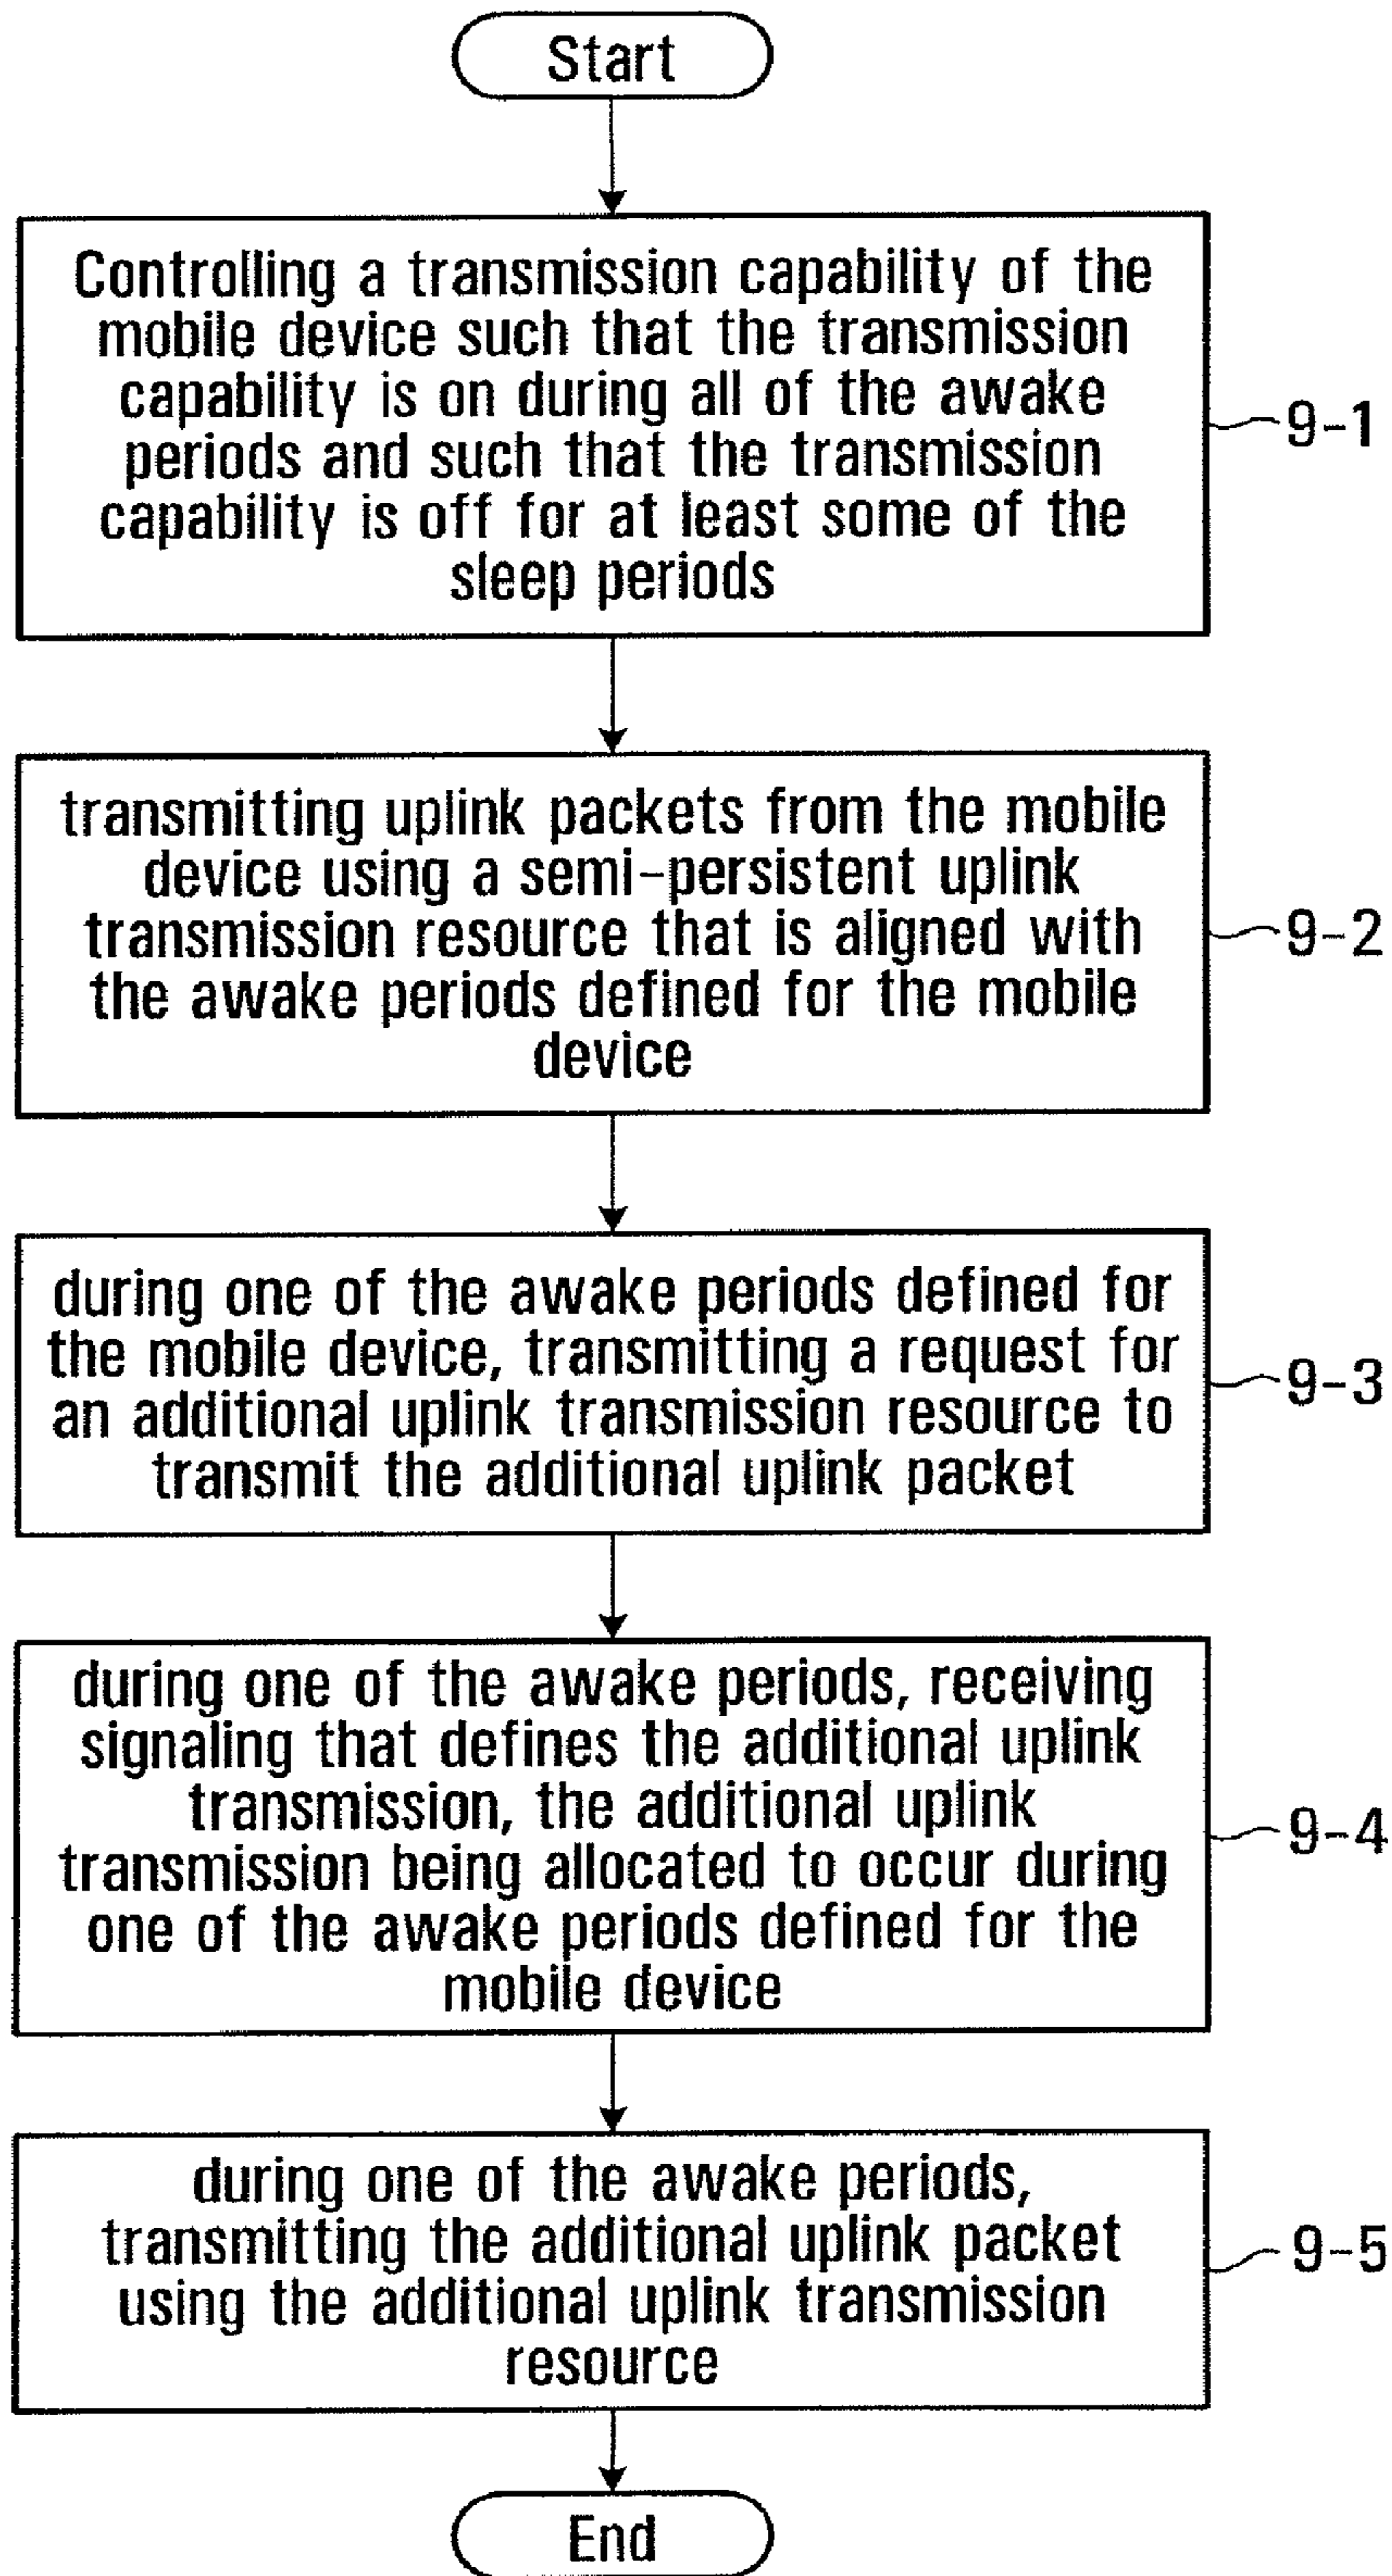 Start
Controlling a transmission capability of the
mobile device such that the transmission
capability is on during all of the awake
periods and such that the transmission
capability is off for at least some of the
sleep periods
9-1
transmitting uplink packets from the mobile
device using a semi-persistent uplink
transmission resource that is aligned with
the awake periods defined for the mobile
device
9-2
during one of the awake periods defined for
the mobile device, transmitting a request for
an additional uplink transmission resource to
transmit the additional uplink packet
9-3
during one of the awake periods, receiving
signaling that defines the additional uplink
transmission, the additional uplink
transmission being allocated to occur during
one of the awake periods defined for the
mobile device
9-4
during one of the awake periods,
transmitting the additional uplink packet
using the additional uplink transmission
resource
9-5
End